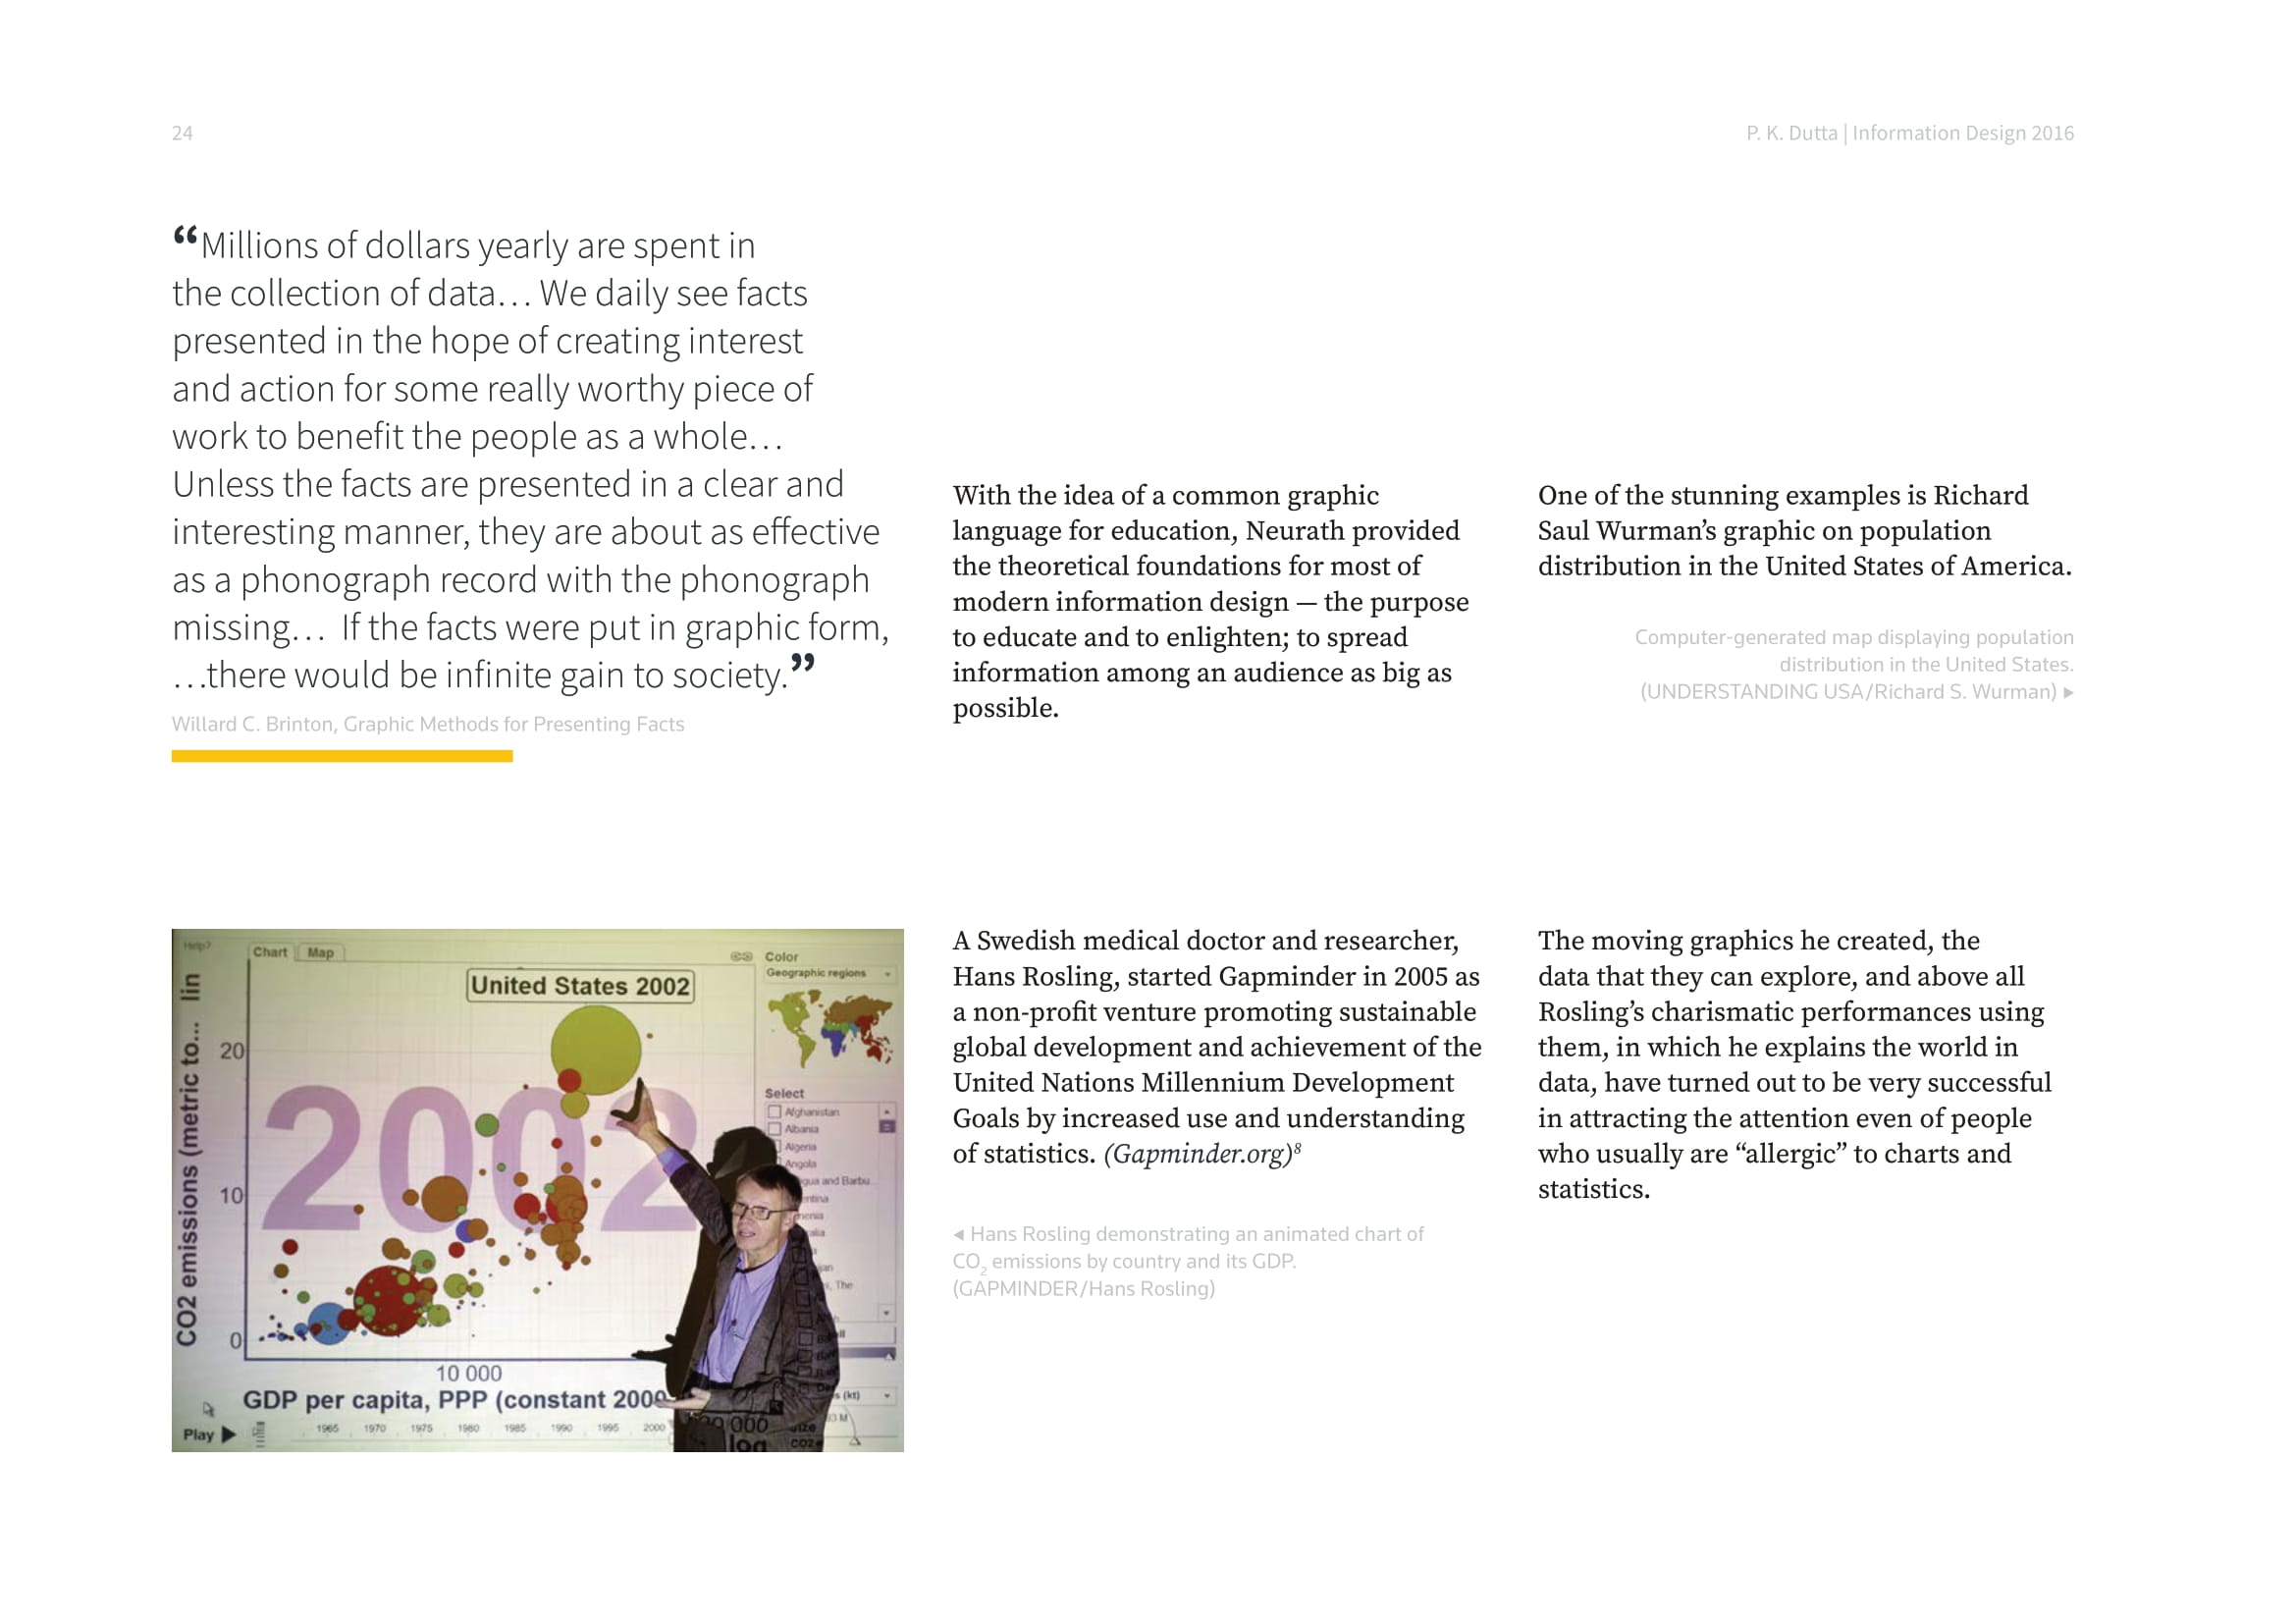 24
P. K. Dutta | Information Design 2016
“Millions of dollars yearly are spent in
the collection of data… We daily see facts
presented in the hope of creating interest
and action for some really worthy piece of
work to benefit the people as a whole…
Unless the facts are presented in a clear and
interesting manner, they are about as effective
as a phonograph record with the phonograph
missing… If the facts were put in graphic form,
…there would be infinite gain to society.”
Willard C. Brinton, Graphic Methods for Presenting Facts
With the idea of a common graphic
language for education, Neurath provided
the theoretical foundations for most of
modern information design — the purpose
to educate and to enlighten; to spread
information among an audience as big as
possible.
One of the stunning examples is Richard
Saul Wurman’s graphic on population
distribution in the United States of America.
Computer-generated map displaying population
distribution in the United States.
(UNDERSTANDING USA/Richard S. Wurman) ▸
Help?
Chart Map
Color
Geographic regions
United States 2002
lin
CO2 emissions (metric to...
20
10
0
2002
Select
Afghanistan
Albania
Algeria
Angola
10 000
GDP per capita, PPP (constant 2000
Play
1965 1970 1975 1980 1985 1990 1995 2000
log
A Swedish medical doctor and researcher,
Hans Rosling, started Gapminder in 2005 as
a non-profit venture promoting sustainable
global development and achievement of the
United Nations Millennium Development
Goals by increased use and understanding
of statistics. (Gapminder.org)⁸
◂ Hans Rosling demonstrating an animated chart of
CO₂ emissions by country and its GDP.
(GAPMINDER/Hans Rosling)
The moving graphics he created, the
data that they can explore, and above all
Rosling’s charismatic performances using
them, in which he explains the world in
data, have turned out to be very successful
in attracting the attention even of people
who usually are “allergic” to charts and
statistics.